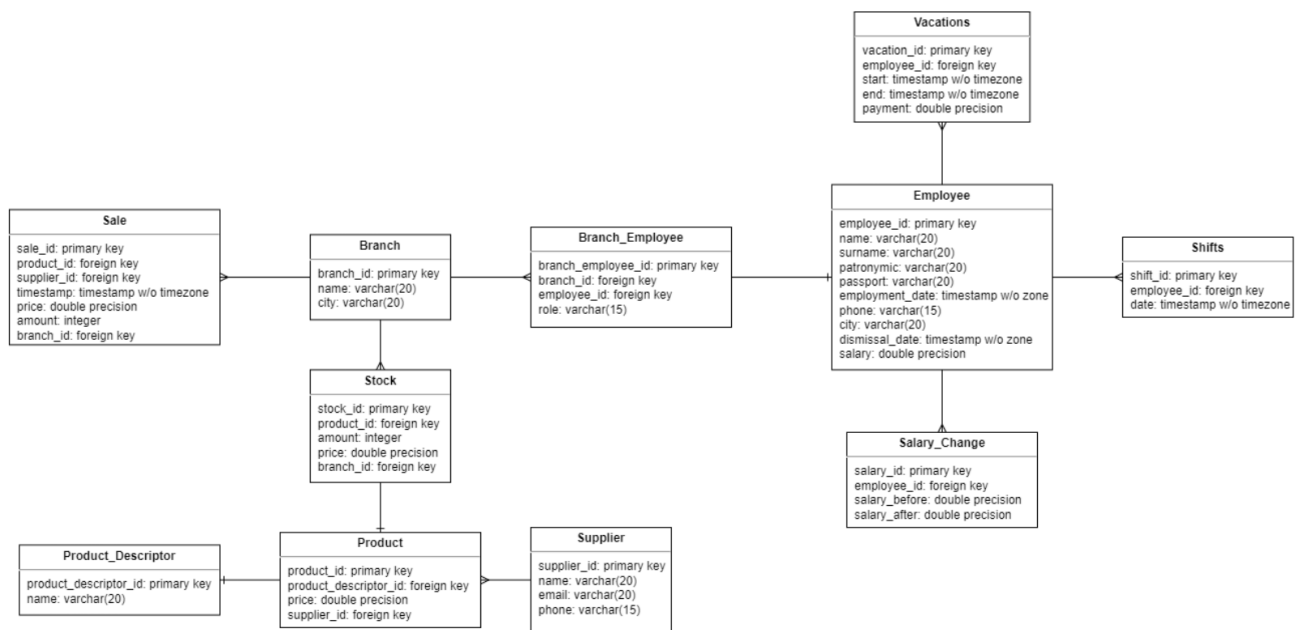 Vacations
vacation_id: primary key
employee_id: foreign key
start: timestamp w/o timezone
end: timestamp w/o timezone
payment: double precision
Sale
sale_id: primary key
product_id: foreign key
supplier_id: foreign key
timestamp: timestamp w/o timezone
price: double precision
amount: integer
branch_id: foreign key
Branch
branch_id: primary key
name: varchar(20)
city: varchar(20)
Branch_Employee
branch_employee_id: primary key
branch_id: foreign key
employee_id: foreign key
role: varchar(15)
Employee
employee_id: primary key
name: varchar(20)
surname: varchar(20)
patronymic: varchar(20)
passport: varchar(20)
employment_date: timestamp w/o zone
phone: varchar(15)
city: varchar(20)
dismissal_date: timestamp w/o zone
salary: double precision
Shifts
shift_id: primary key
employee_id: foreign key
date: timestamp w/o timezone
Stock
stock_id: primary key
product_id: foreign key
amount: integer
price: double precision
branch_id: foreign key
Salary_Change
salary_id: primary key
employee_id: foreign key
salary_before: double precision
salary_after: double precision
Product_Descriptor
product_descriptor_id: primary key
name: varchar(20)
Product
product_id: primary key
product_descriptor_id: foreign key
price: double precision
supplier_id: foreign key
Supplier
supplier_id: primary key
name: varchar(20)
email: varchar(20)
phone: varchar(15)